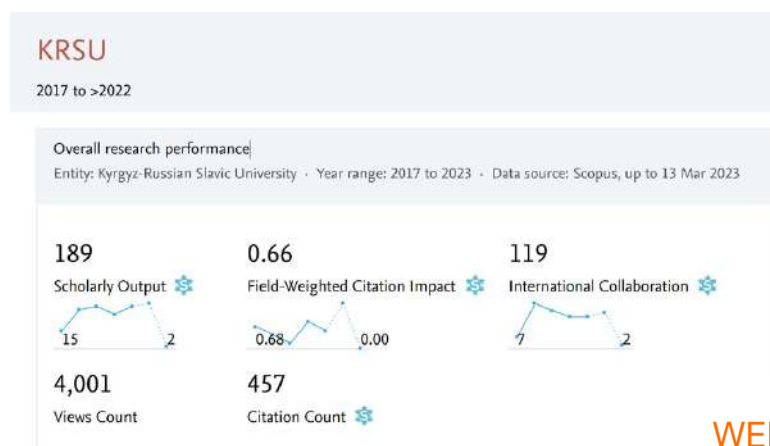 KRSU
2017 to >2022
Overall research performance
Entity: Kyrgyz-Russian Slavic University · Year range: 2017 to 2023 · Data source: Scopus, up to 13 Mar 2023
189 0.66 119
Scholarly Output Field-Weighted Citation Impact International Collaboration
15 2 0.68 0.00 7 2
4,001 457
Views Count Citation Count